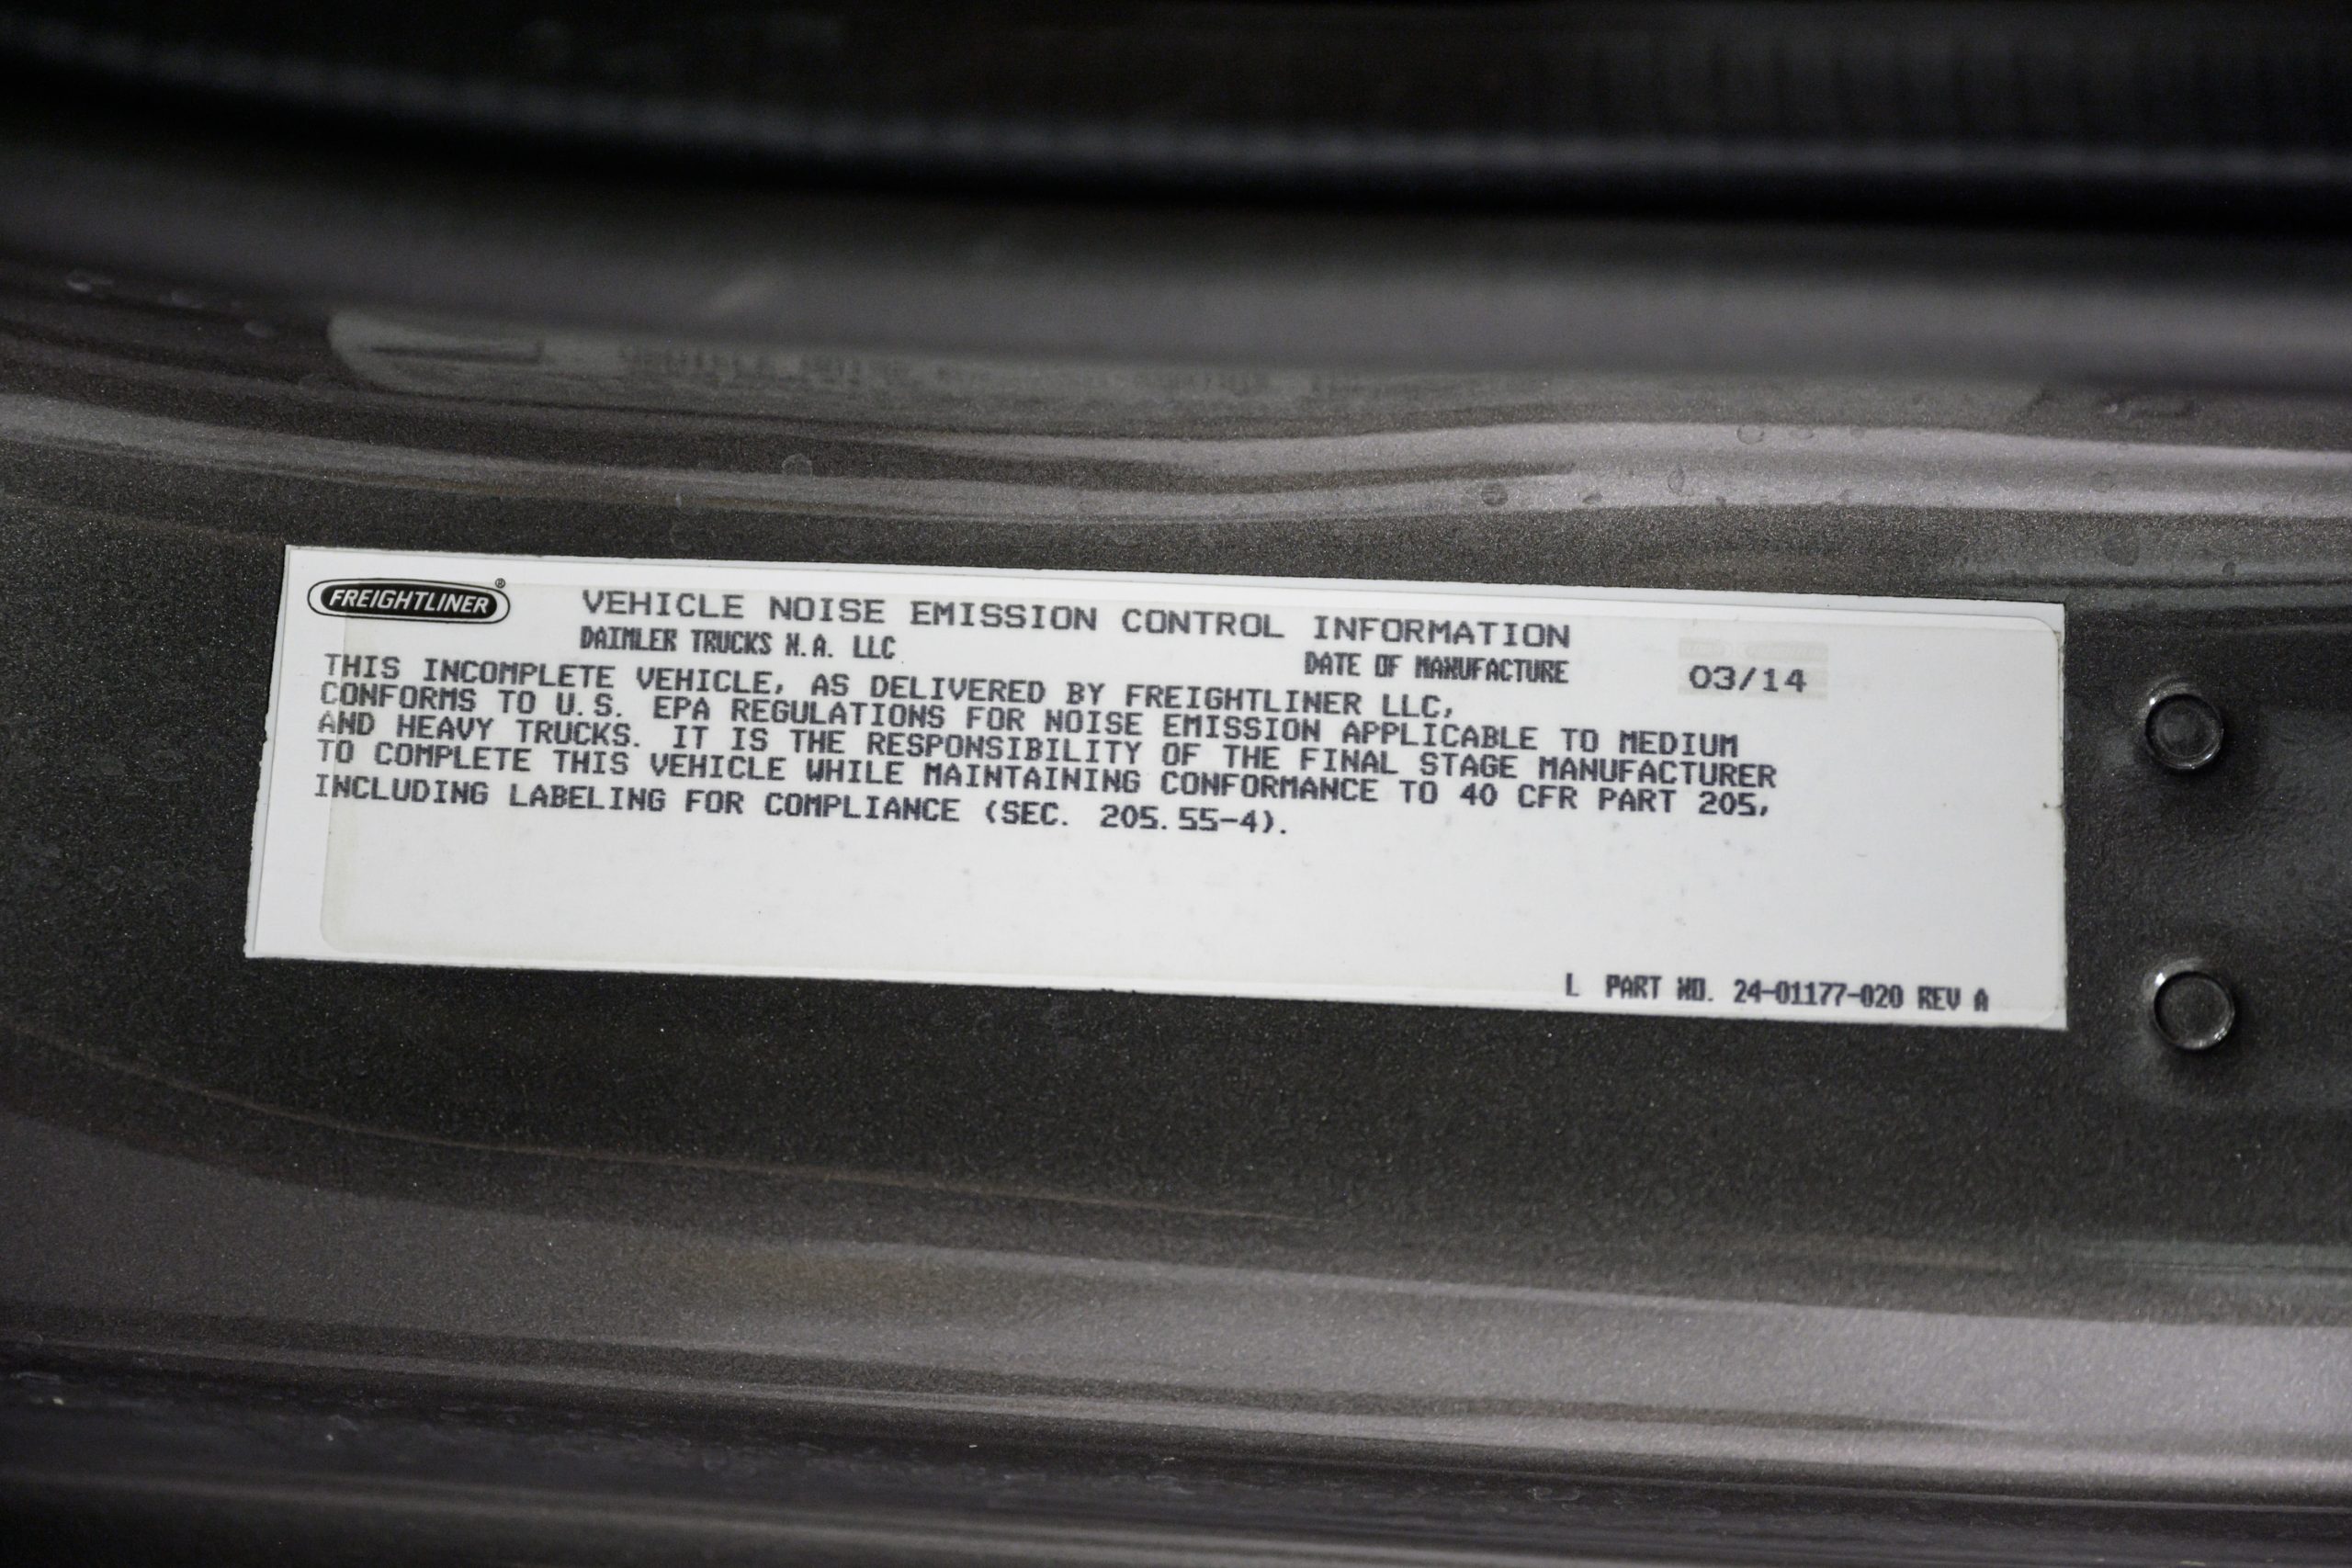 FREIGHTLINER®
VEHICLE NOISE EMISSION CONTROL INFORMATION
DAIMLER TRUCKS N.A. LLC
DATE OF MANUFACTURE 03/14
THIS INCOMPLETE VEHICLE, AS DELIVERED BY FREIGHTLINER LLC,
CONFORMS TO U.S. EPA REGULATIONS FOR NOISE EMISSION APPLICABLE TO MEDIUM
AND HEAVY TRUCKS. IT IS THE RESPONSIBILITY OF THE FINAL STAGE MANUFACTURER
TO COMPLETE THIS VEHICLE WHILE MAINTAINING CONFORMANCE TO 40 CFR PART 205,
INCLUDING LABELING FOR COMPLIANCE (SEC. 205.55-4).
L PART NO. 24-01177-020 REV A